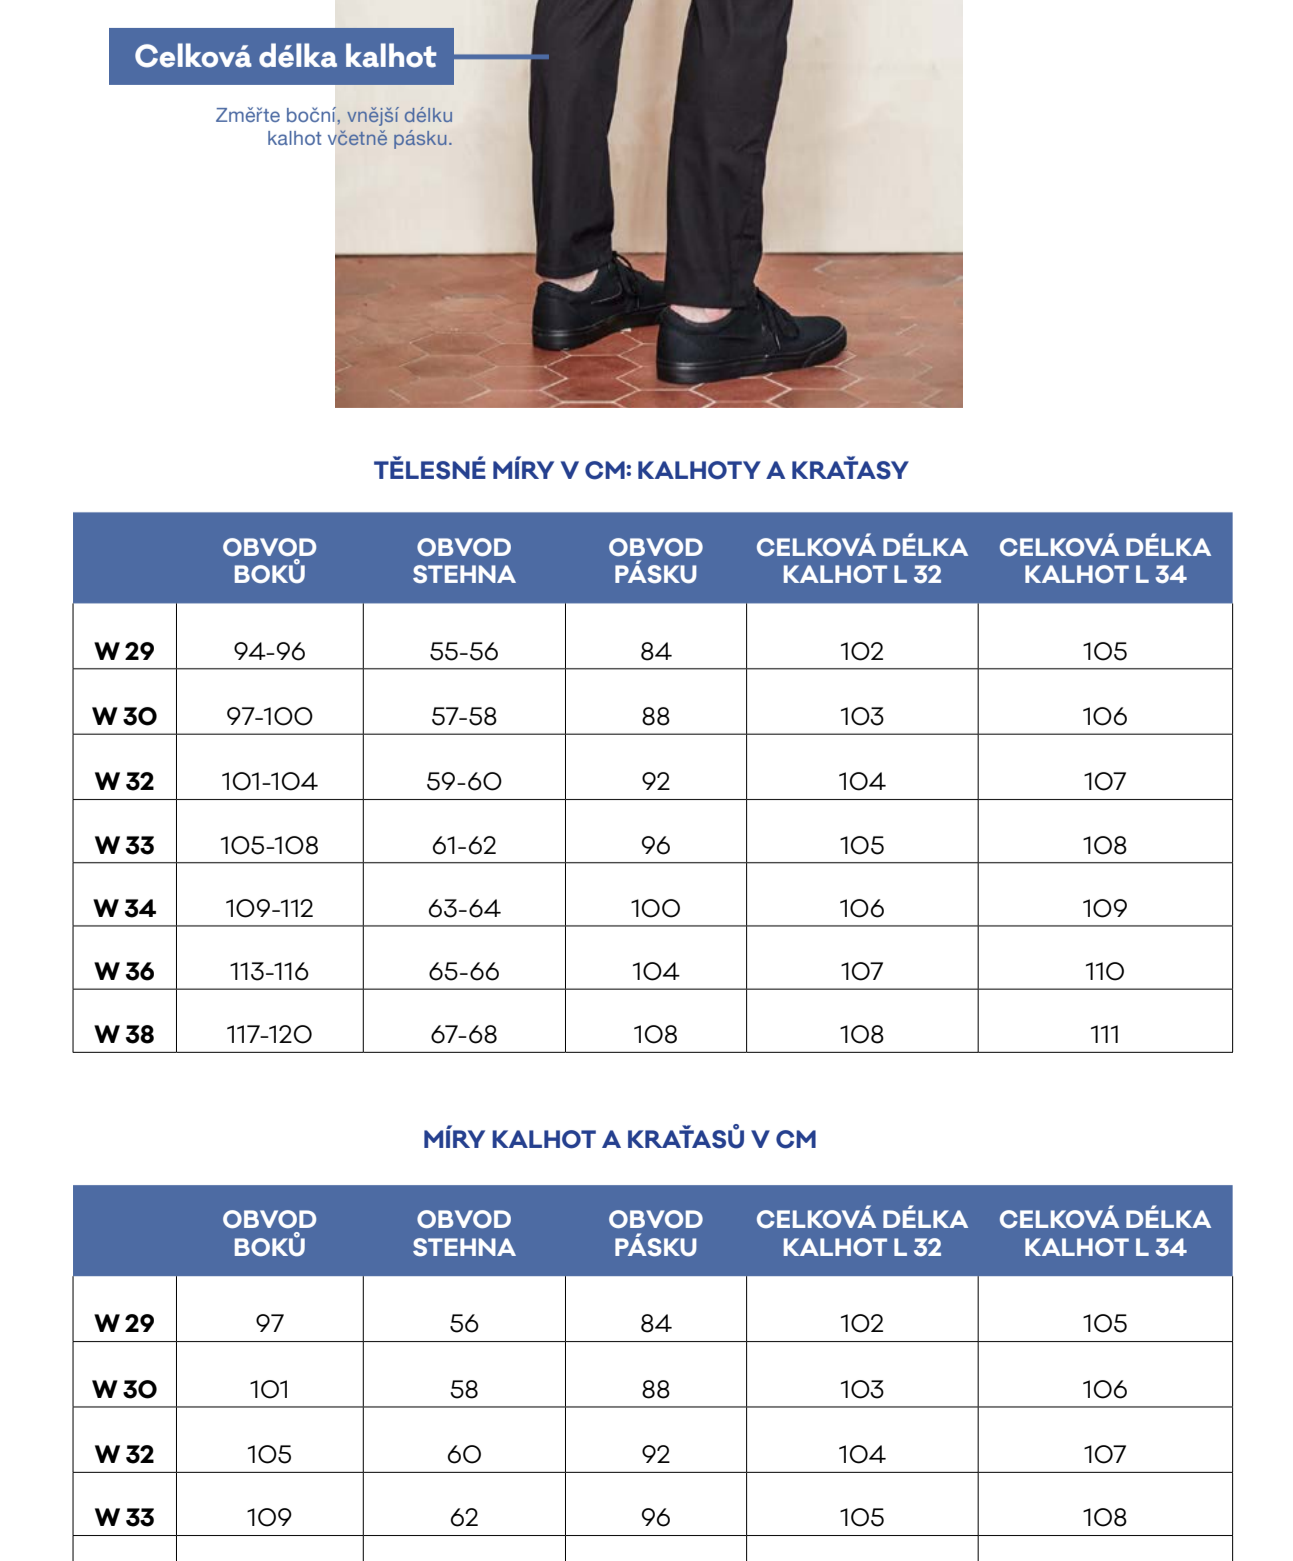 Celková délka kalhot
Změřte boční, vnější délku
kalhot včetně pásku.
TĚLESNÉ MÍRY V CM: KALHOTY A KRAŤASY
OBVOD BOKŮ OBVOD STEHNA OBVOD PÁSKU CELKOVÁ DÉLKA KALHOT L 32 CELKOVÁ DÉLKA KALHOT L 34
W 29 94-96 55-56 84 102 105
W 30 97-100 57-58 88 103 106
W 32 101-104 59-60 92 104 107
W 33 105-108 61-62 96 105 108
W 34 109-112 63-64 100 106 109
W 36 113-116 65-66 104 107 110
W 38 117-120 67-68 108 108 111
MÍRY KALHOT A KRAŤASŮ V CM
OBVOD BOKŮ OBVOD STEHNA OBVOD PÁSKU CELKOVÁ DÉLKA KALHOT L 32 CELKOVÁ DÉLKA KALHOT L 34
W 29 97 56 84 102 105
W 30 101 58 88 103 106
W 32 105 60 92 104 107
W 33 109 62 96 105 108